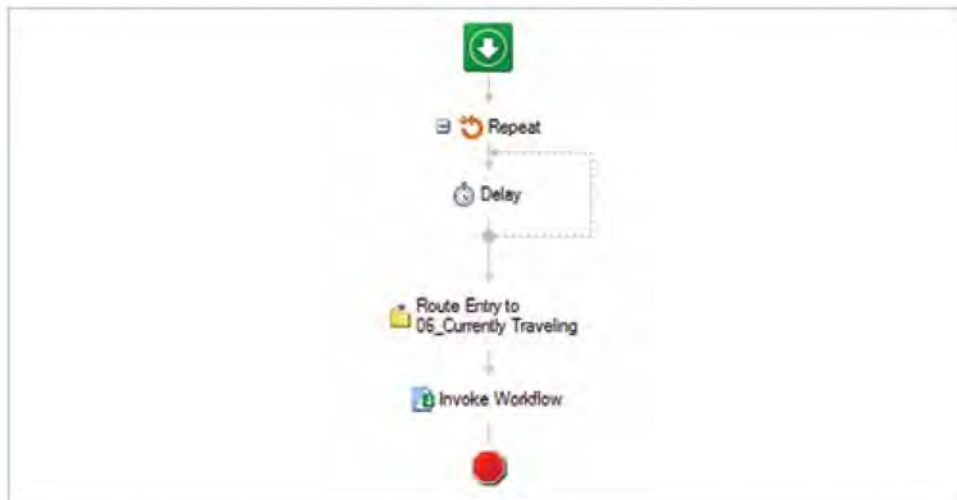 Repeat
Delay
Route Entry to
06_Currently Traveling
Invoke Workflow